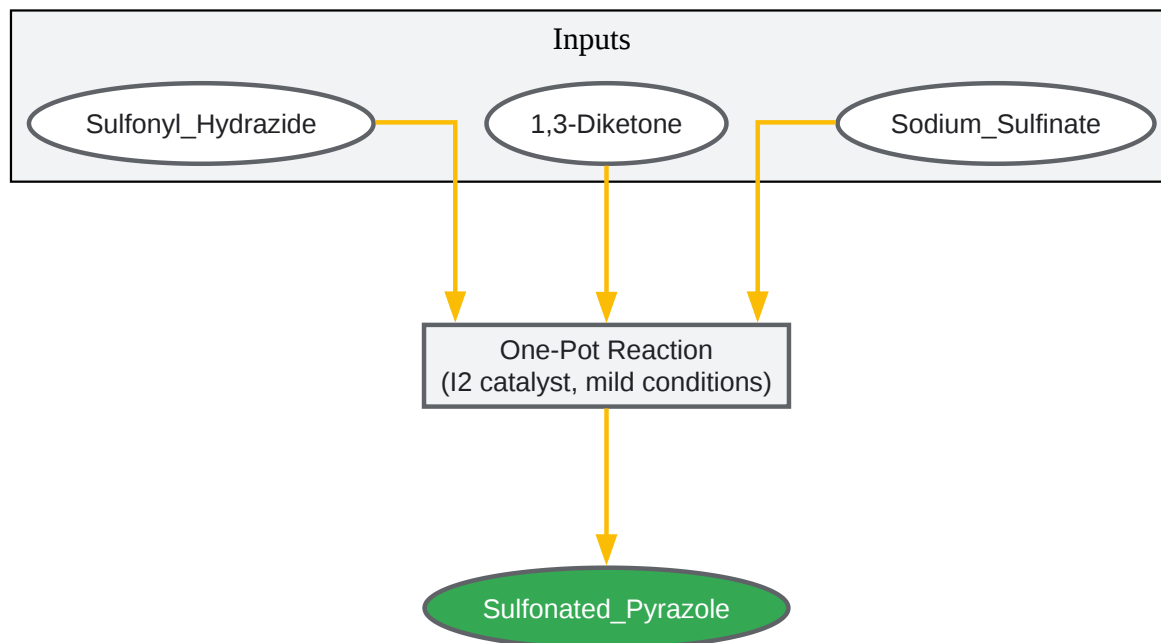 Inputs
Sulfonyl_Hydrazide
1,3-Diketone
Sodium_Sulfinate
One-Pot Reaction
(I2 catalyst, mild conditions)
Sulfonated_Pyrazole